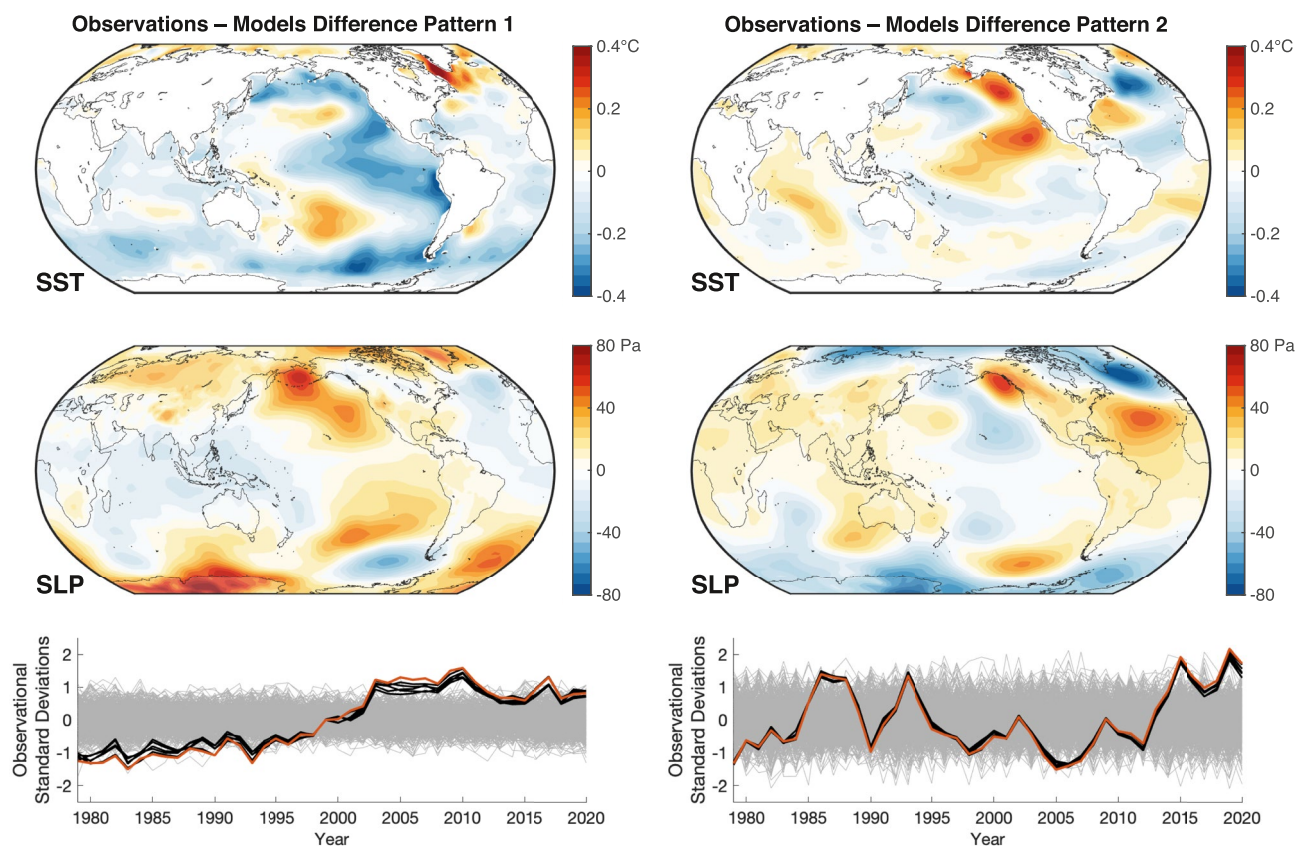 Observations – Models Difference Pattern 1
0.4°C
0.2
0
-0.2
-0.4
SST
Observations – Models Difference Pattern 2
0.4°C
0.2
0
-0.2
-0.4
SST
80 Pa
40
0
-40
-80
SLP
80 Pa
40
0
-40
-80
SLP
Observational
Standard Deviations
2
1
0
-1
-2
1980 1985 1990 1995 2000 2005 2010 2015 2020
Year
Observational
Standard Deviations
2
1
0
-1
-2
1980 1985 1990 1995 2000 2005 2010 2015 2020
Year